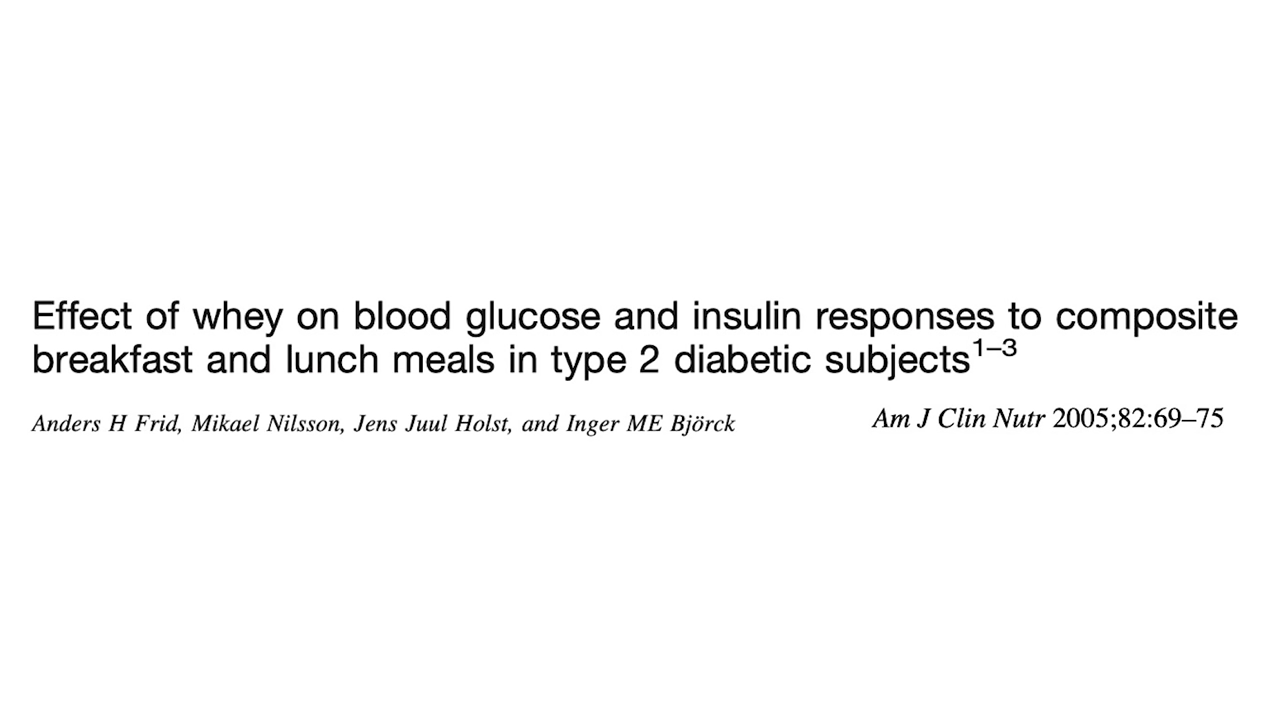 Effect of whey on blood glucose and insulin responses to composite
breakfast and lunch meals in type 2 diabetic subjects1–3
Anders H Frid, Mikael Nilsson, Jens Juul Holst, and Inger ME Björck
Am J Clin Nutr 2005;82:69–75